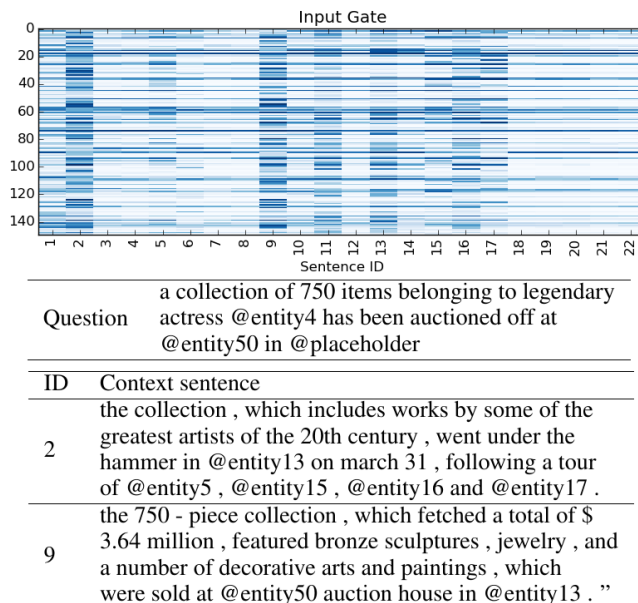 Input Gate
0
20
40
60
80
100
120
140
1 2 3 4 5 6 7 8 9 10 11 12 13 14 15 16 17 18 19 20 21 22
Sentence ID
Question a collection of 750 items belonging to legendary
actress @entity4 has been auctioned off at
@entity50 in @placeholder
ID Context sentence
the collection , which includes works by some of the
greatest artists of the 20th century , went under the
2 hammer in @entity13 on march 31 , following a tour
of @entity5 , @entity15 , @entity16 and @entity17 .
the 750 - piece collection , which fetched a total of $
9 3.64 million , featured bronze sculptures , jewelry , and
a number of decorative arts and paintings , which
were sold at @entity50 auction house in @entity13 . ”